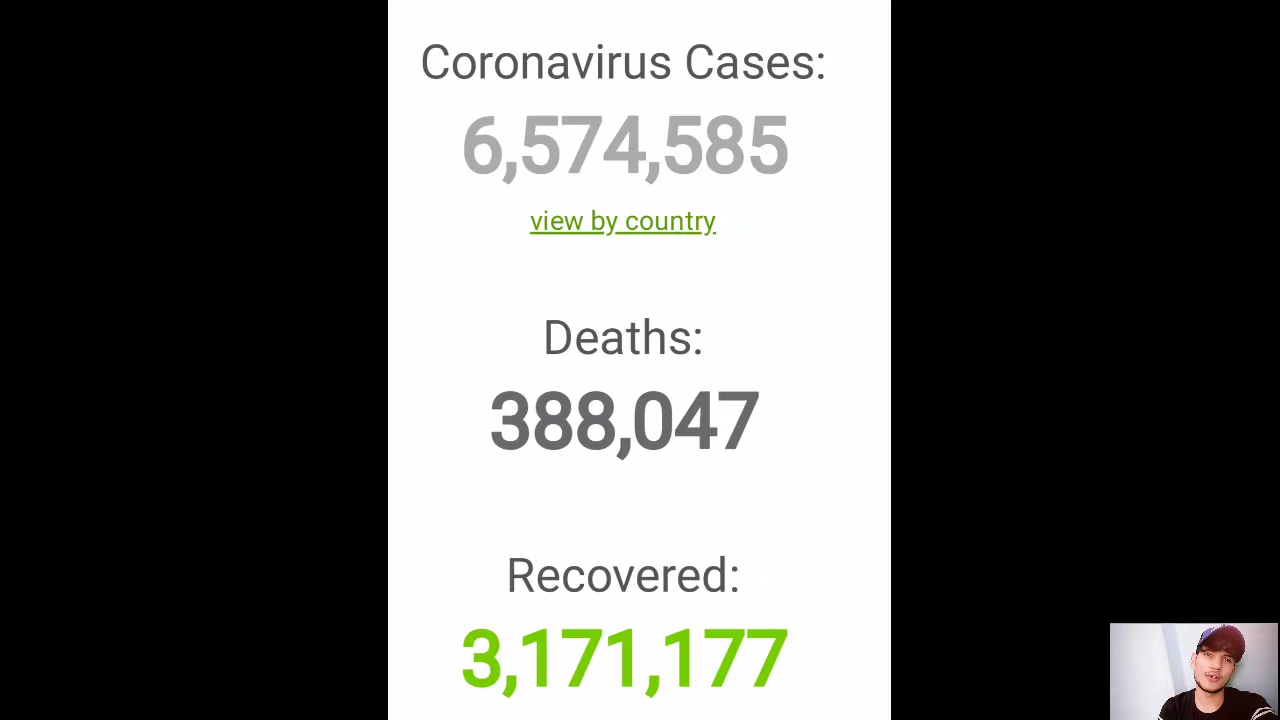 Coronavirus Cases:
6,574,585
view by country
Deaths:
388,047
Recovered:
3,171,177